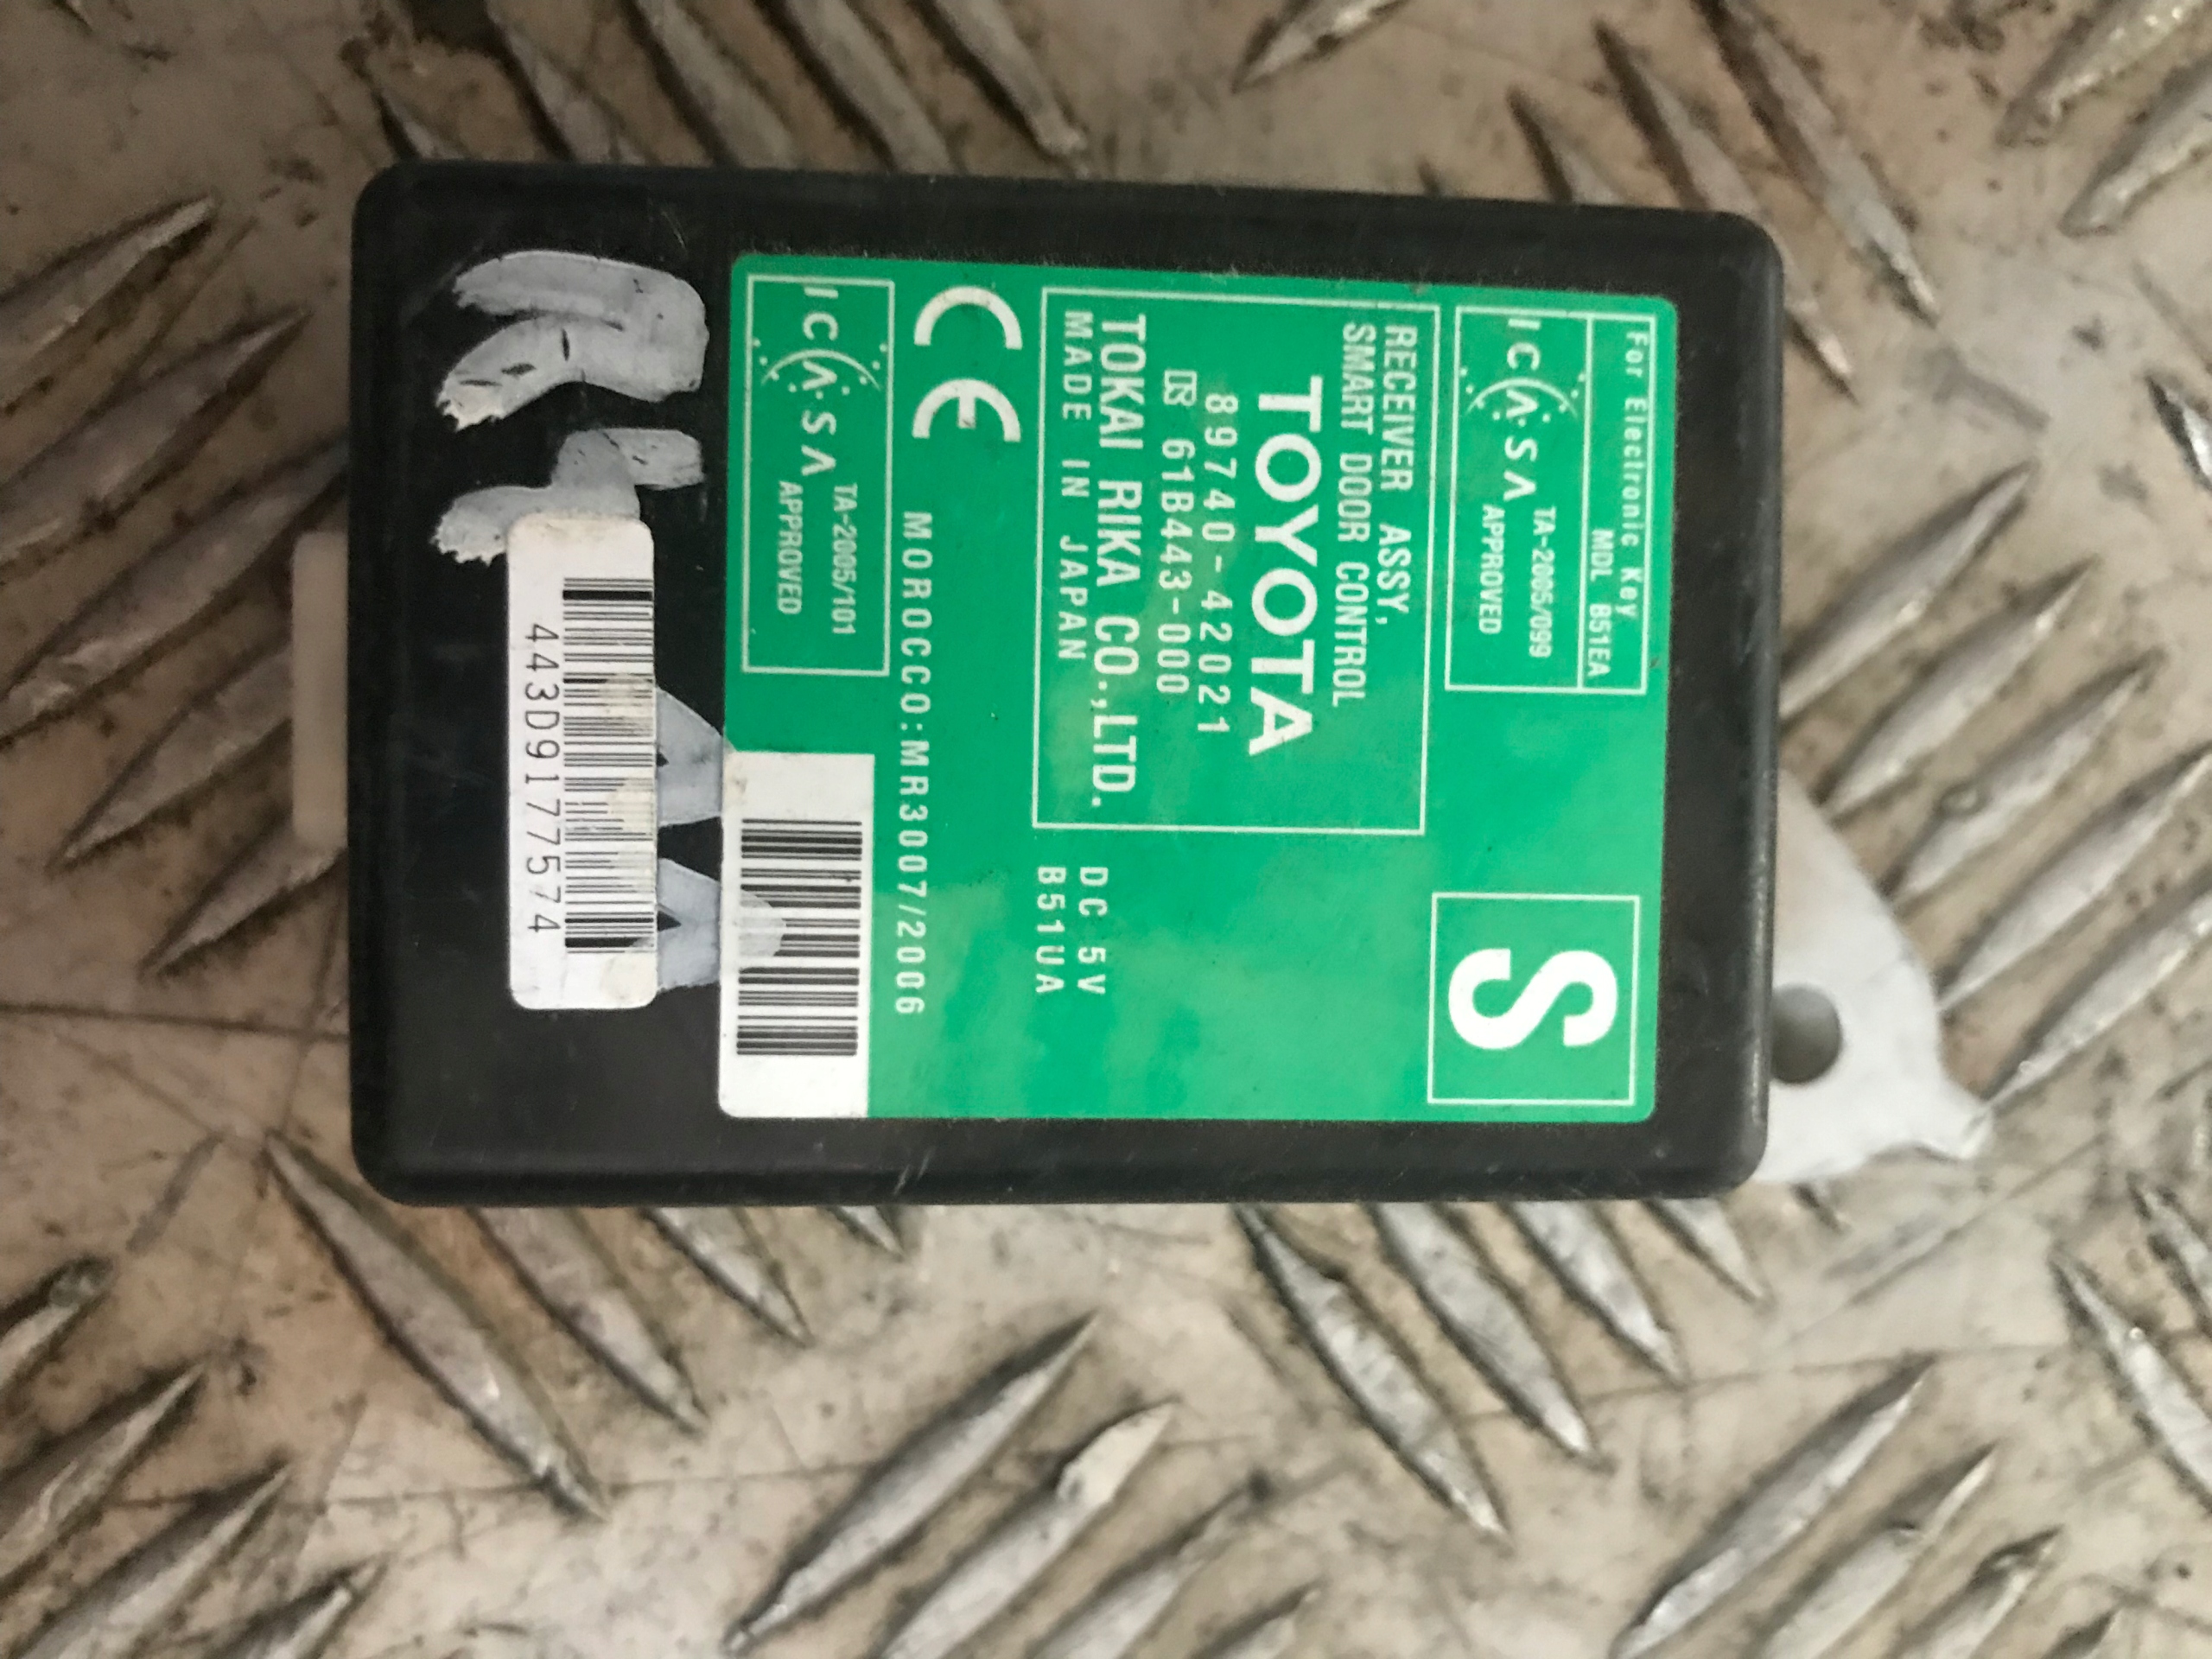 For Electronic Key
MDL B51EA
ICASA
TA-2005/099
APPROVED
S
RECEIVER ASSY,
SMART DOOR CONTROL
TOYOTA
89740-42021
61B443-000
TOKAI RIKA CO.,LTD.
MADE IN JAPAN
DC 5V
B51UA
CE
MOROCCO:MR3007/2006
ICASA
TA-2005/101
APPROVED
443D9177574